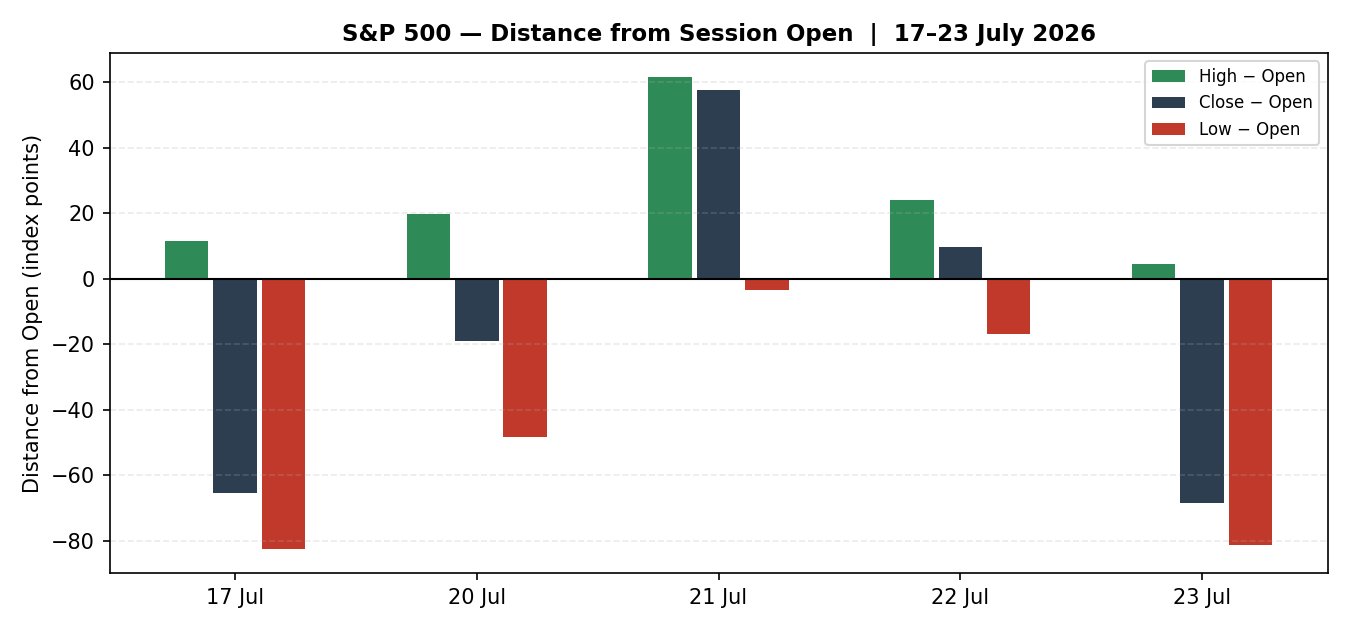 S&P 500 — Distance from Session Open | 17–23 July 2026
High − Open
Close − Open
Low − Open
Distance from Open (index points)
60
40
20
0
−20
−40
−60
−80
17 Jul
20 Jul
21 Jul
22 Jul
23 Jul